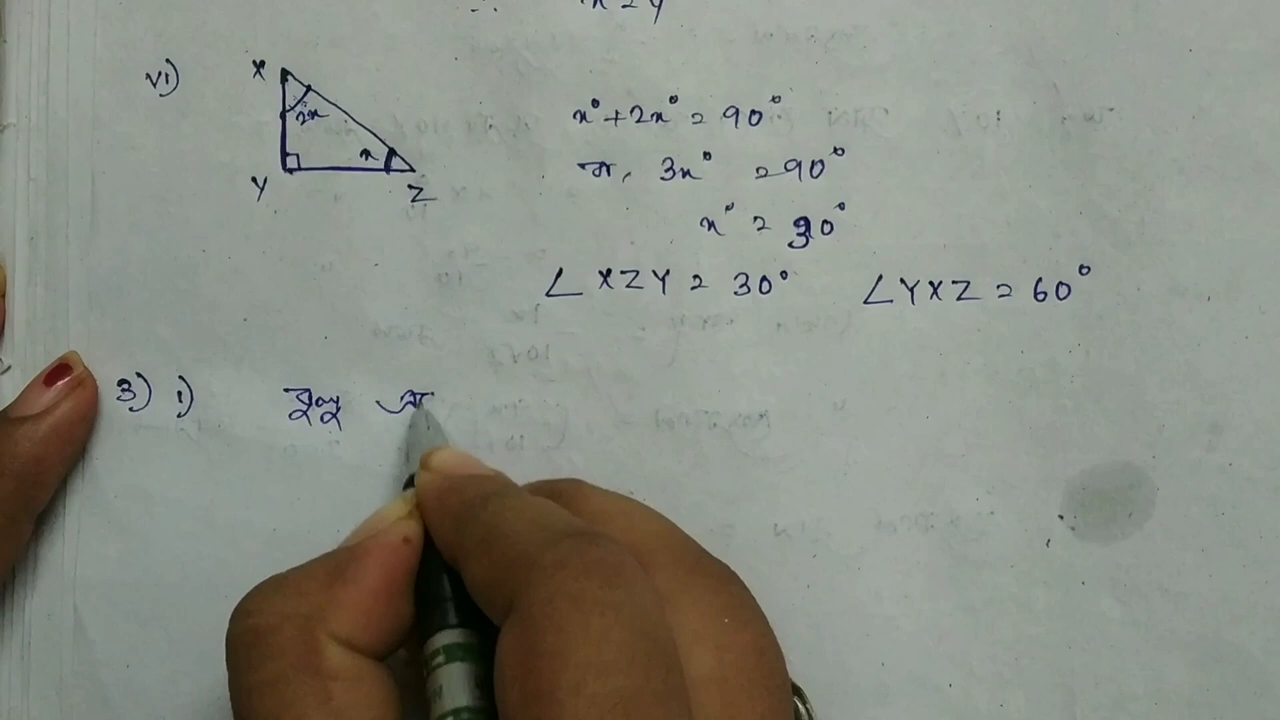 ∴ x = y
vi)
X
2x
x
Y
Z
x° + 2x° = 90°
বা, 3x° = 90°
x° = 30°
∠XZY = 30° ∠YXZ = 60°
3) i)